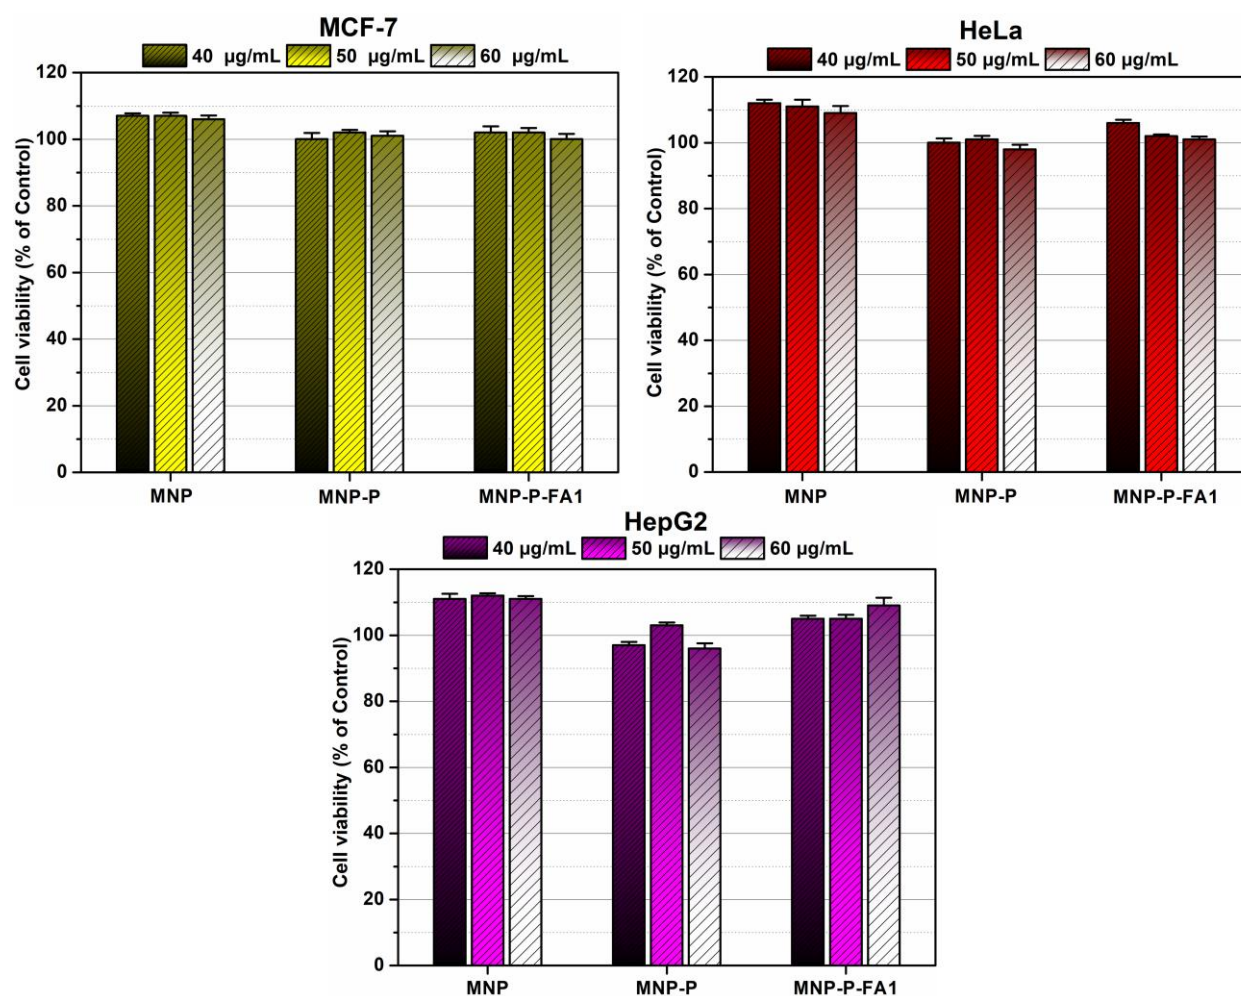 MCF-7
40 µg/mL 50 µg/mL 60 µg/mL
Cell viability (% of Control)
120
100
80
60
40
20
0
MNP MNP-P MNP-P-FA1
HeLa
40 µg/mL 50 µg/mL 60 µg/mL
Cell viability (% of Control)
120
100
80
60
40
20
0
MNP MNP-P MNP-P-FA1
HepG2
40 µg/mL 50 µg/mL 60 µg/mL
Cell viability (% of Control)
120
100
80
60
40
20
0
MNP MNP-P MNP-P-FA1